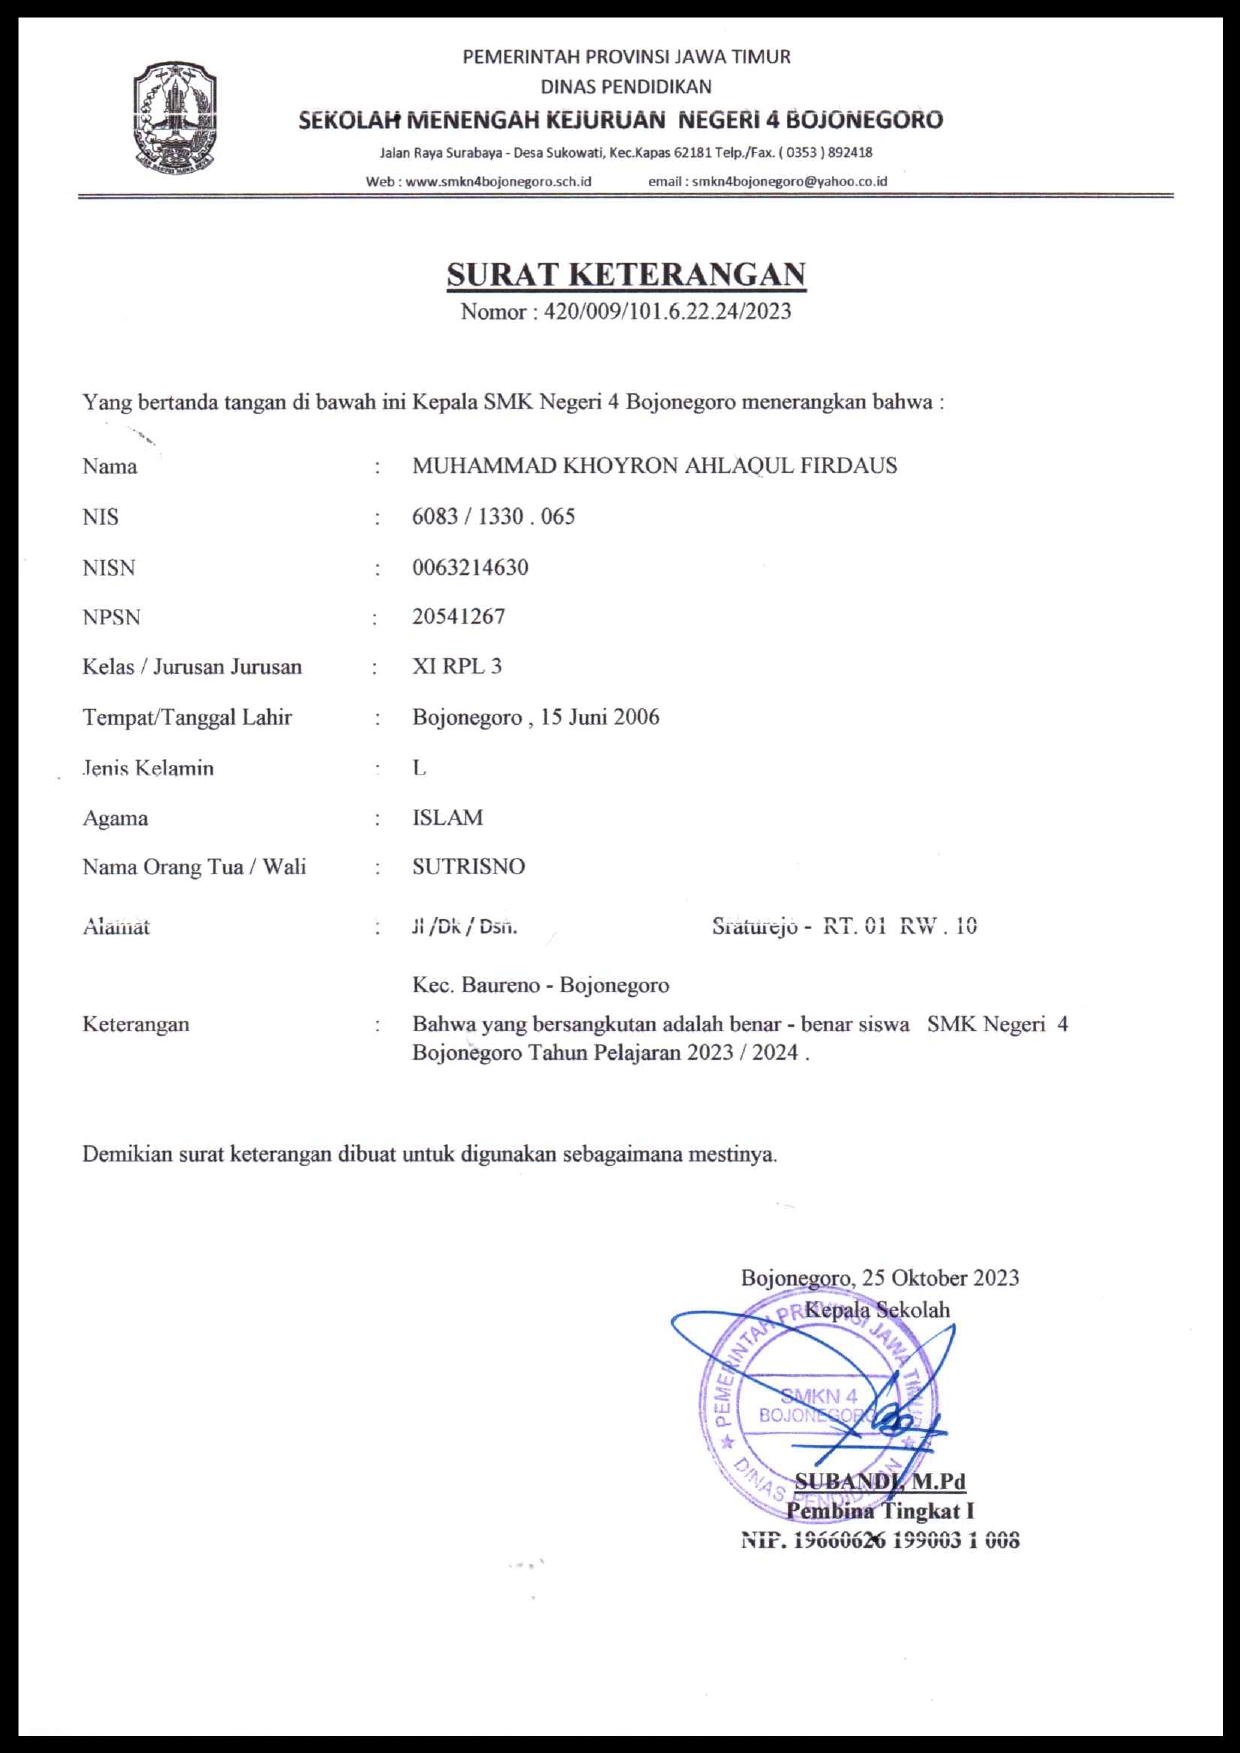 PEMERINTAH PROVINSI JAWA TIMUR
DINAS PENDIDIKAN
SEKOLAH MENENGAH KEJURUAN NEGERI 4 BOJONEGORO
Jalan Raya Surabaya - Desa Sukowati, Kec.Kapas 62181 Telp./Fax. ( 0353 ) 892418
Web : www.smkn4bojonegoro.sch.id email : smkn4bojonegoro@yahoo.co.id
SURAT KETERANGAN
Nomor : 420/009/101.6.22.24/2023
Yang bertanda tangan di bawah ini Kepala SMK Negeri 4 Bojonegoro menerangkan bahwa :
Nama : MUHAMMAD KHOYRON AHLAQUL FIRDAUS
NIS : 6083 / 1330 . 065
NISN : 0063214630
NPSN : 20541267
Kelas / Jurusan Jurusan : XI RPL 3
Tempat/Tanggal Lahir : Bojonegoro , 15 Juni 2006
Jenis Kelamin : L
Agama : ISLAM
Nama Orang Tua / Wali : SUTRISNO
Alamat : Jl /Dk / Dsn. Sraturejo - RT. 01 RW . 10
Kec. Baureno - Bojonegoro
Keterangan : Bahwa yang bersangkutan adalah benar - benar siswa SMK Negeri 4
Bojonegoro Tahun Pelajaran 2023 / 2024 .
Demikian surat keterangan dibuat untuk digunakan sebagaimana mestinya.
Bojonegoro, 25 Oktober 2023
Kepala Sekolah
PEMERINTAH PROVINSI JAWA TIMUR
SMKN 4
BOJONEGORO
DINAS PENDIDIKAN
SUBANDI, M.Pd
Pembina Tingkat I
NIP. 19660626 199003 1 008